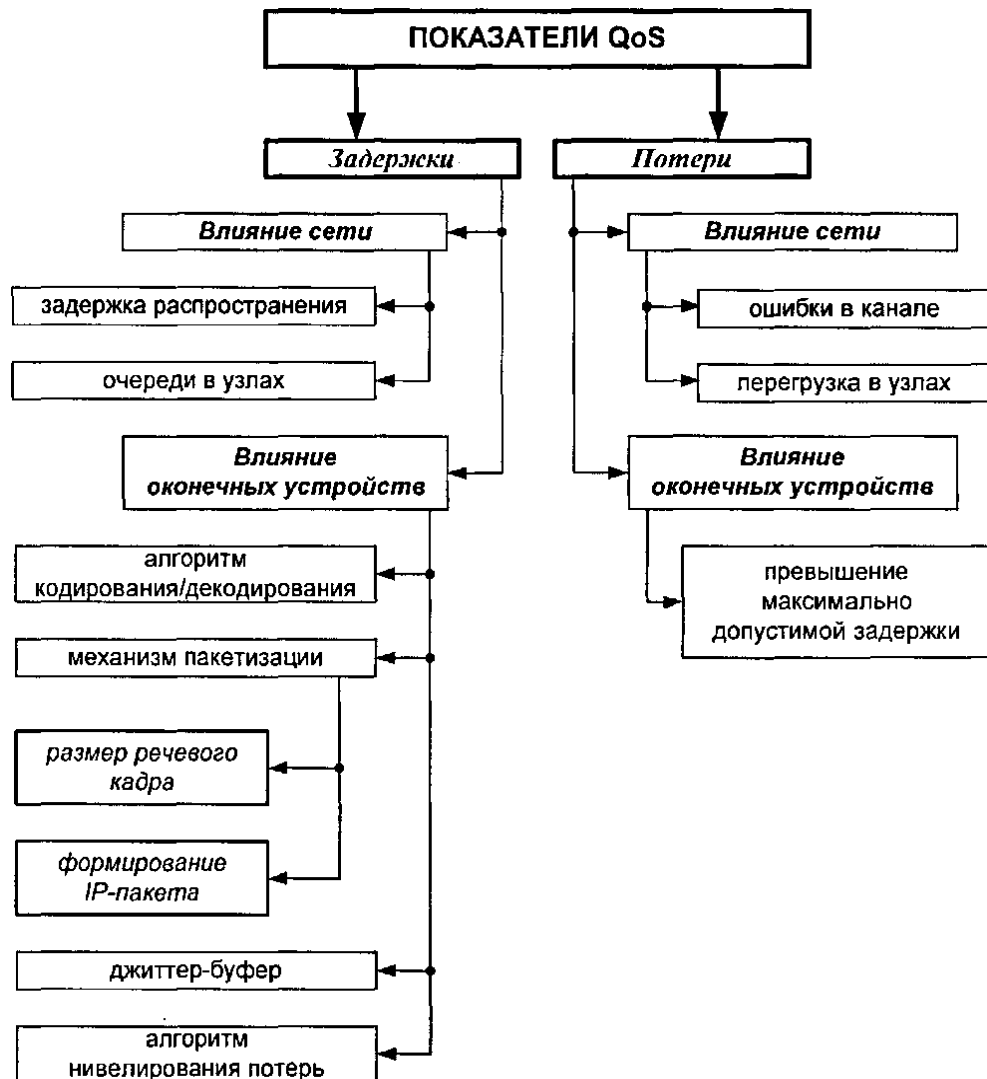 ПОКАЗАТЕЛИ QoS
Задержки
Потери
Влияние сети
Влияние сети
задержка распространения
ошибки в канале
очереди в узлах
перегрузка в узлах
Влияние
оконечных устройств
Влияние
оконечных устройств
алгоритм
кодирования/декодирования
превышение
максимально
допустимой задержки
механизм пакетизации
размер речевого
кадра
формирование
IP-пакета
джиттер-буфер
алгоритм
нивелирования потерь